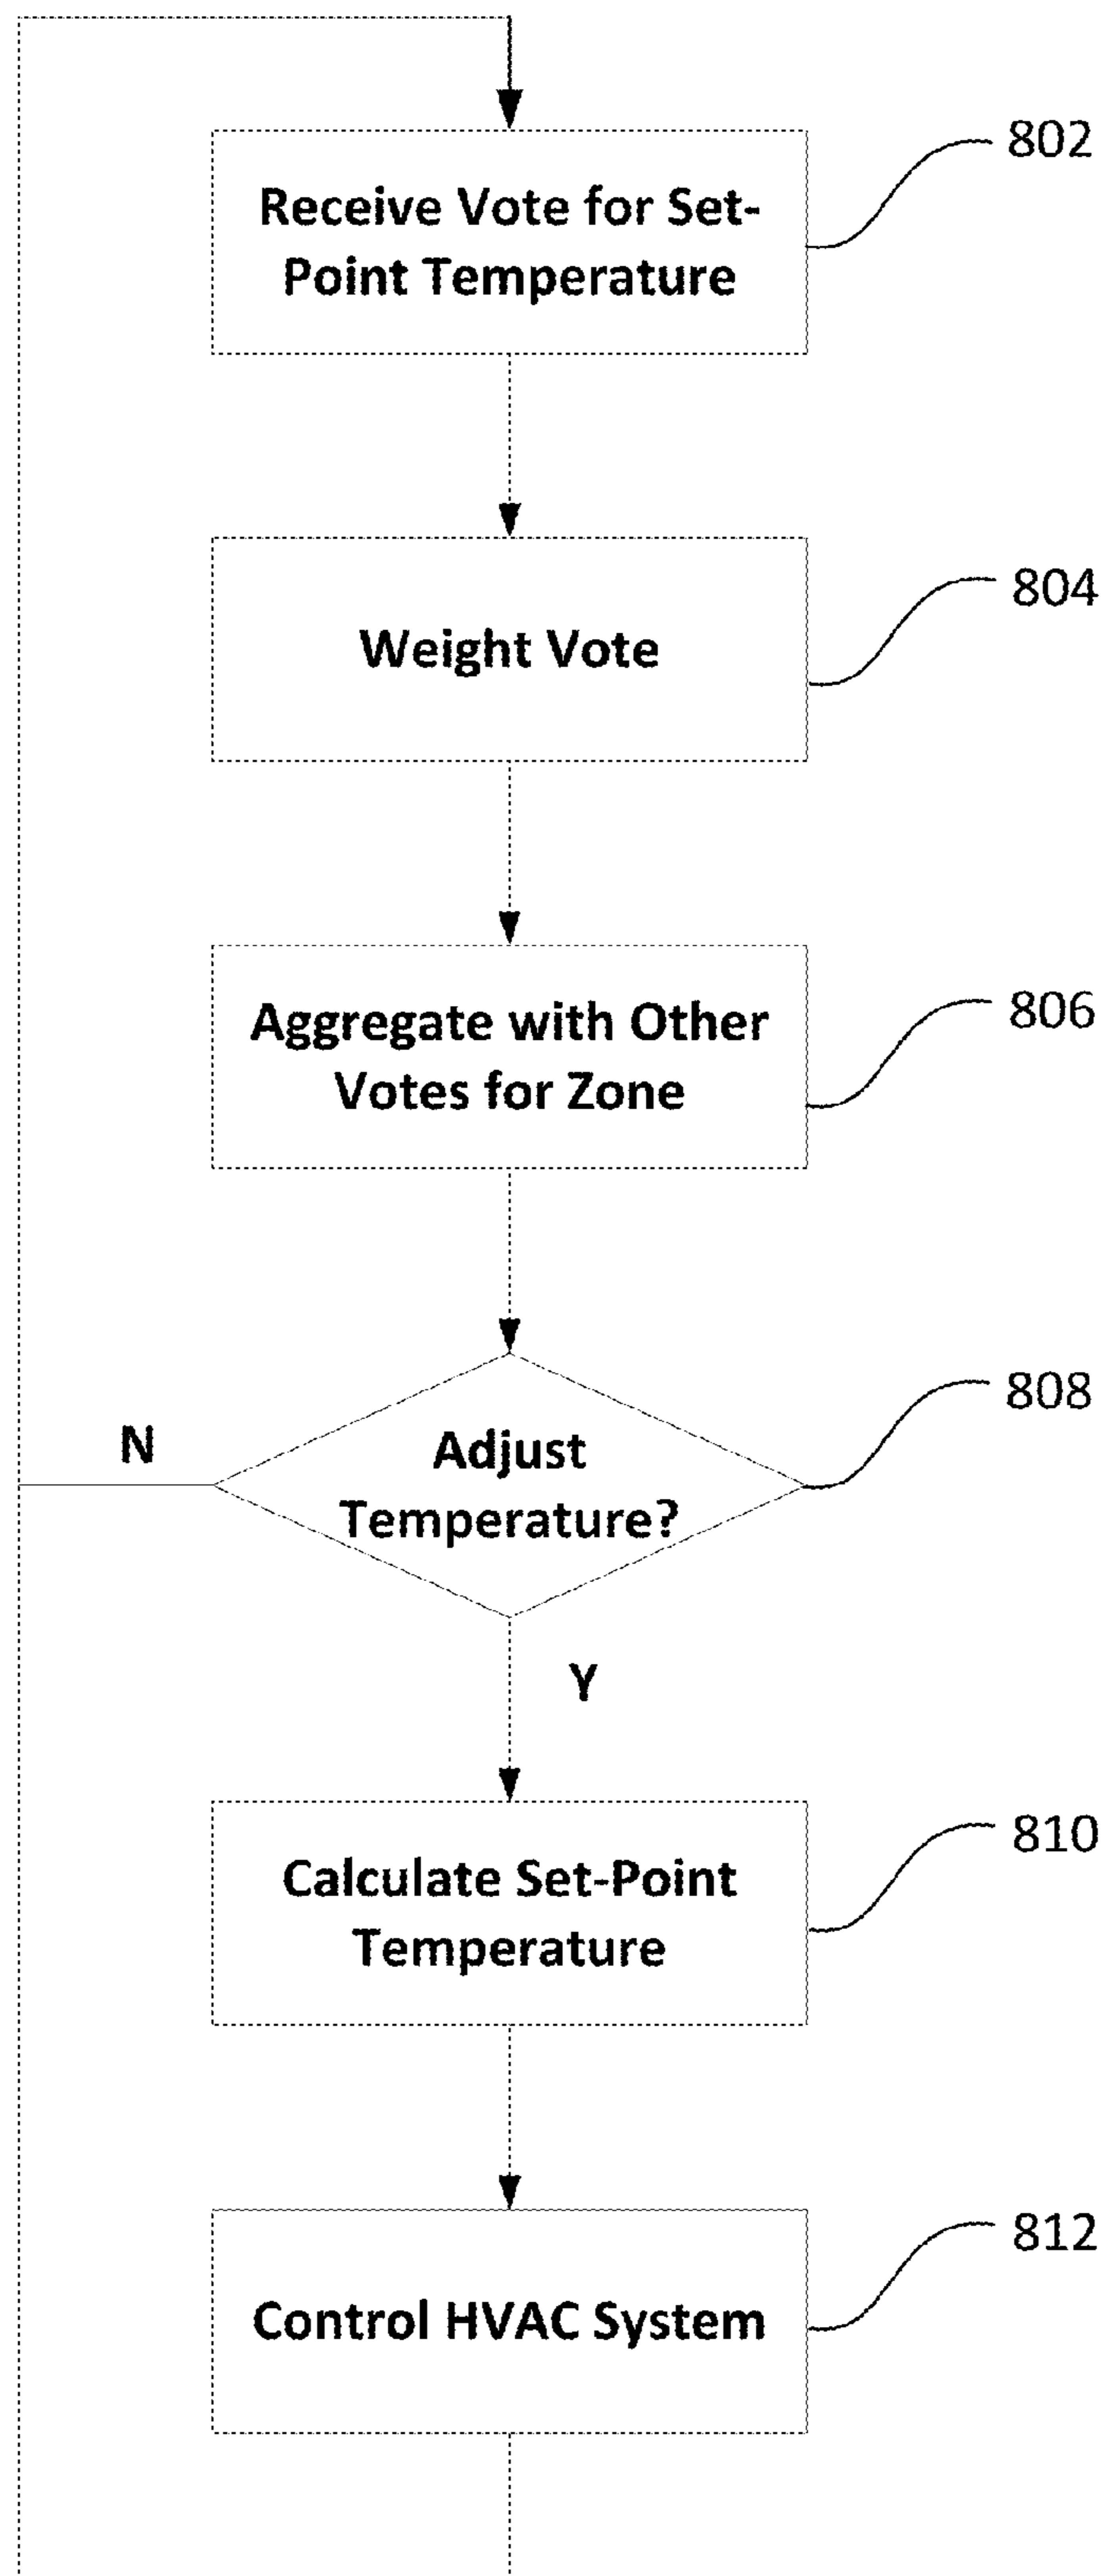 802
Receive Vote for Set-
Point Temperature
804
Weight Vote
806
Aggregate with Other
Votes for Zone
808
N
Adjust
Temperature?
Y
810
Calculate Set-Point
Temperature
812
Control HVAC System